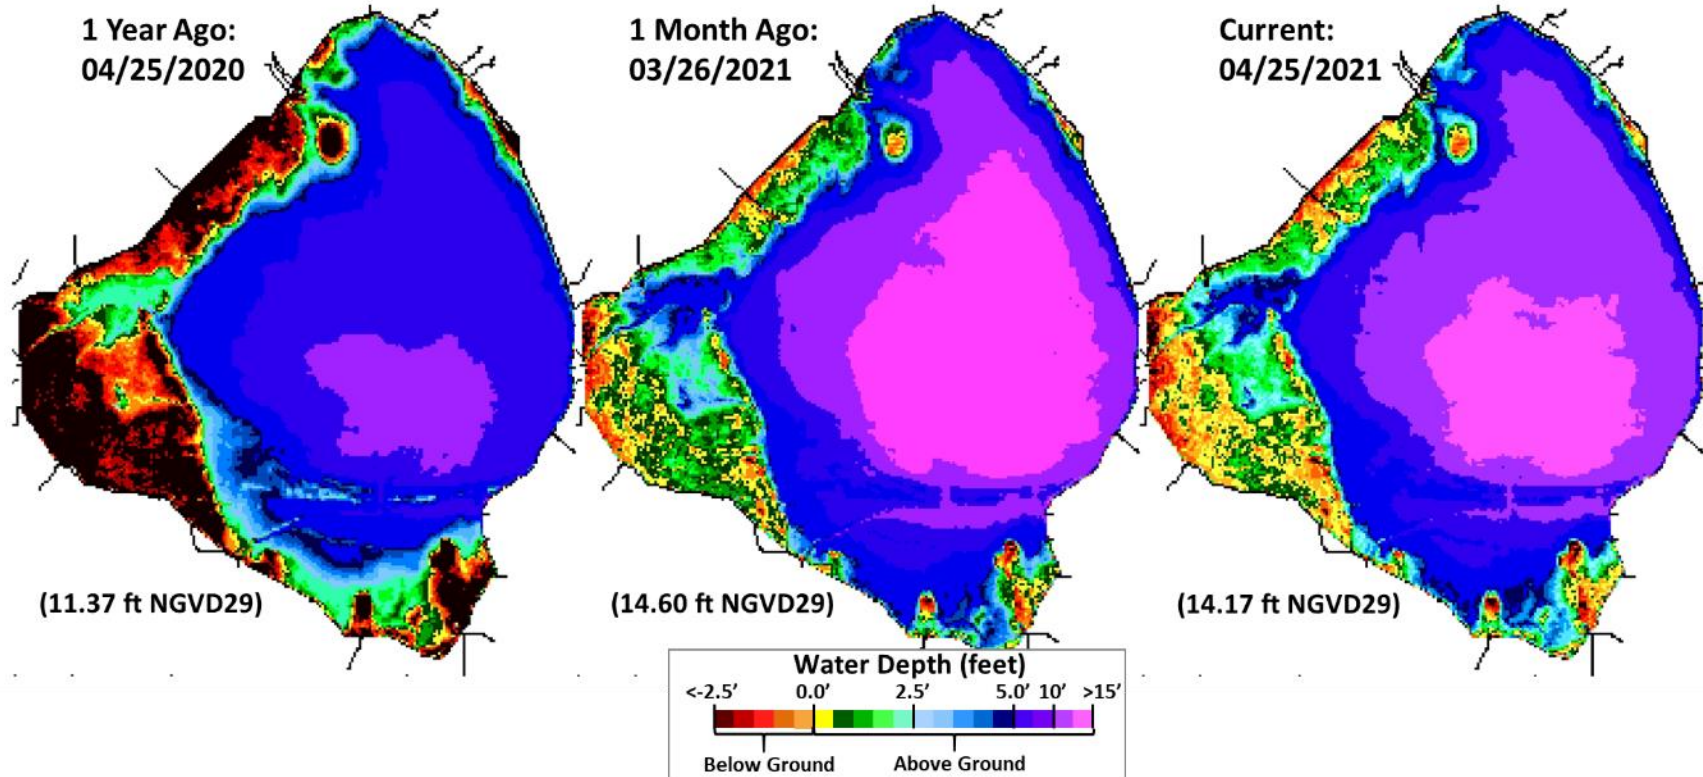 1 Year Ago:
04/25/2020
1 Month Ago:
03/26/2021
Current:
04/25/2021
(11.37 ft NGVD29)
(14.60 ft NGVD29)
(14.17 ft NGVD29)
Water Depth (feet)
<-2.5' 0.0' 2.5' 5.0' 10' >15'
Below Ground Above Ground